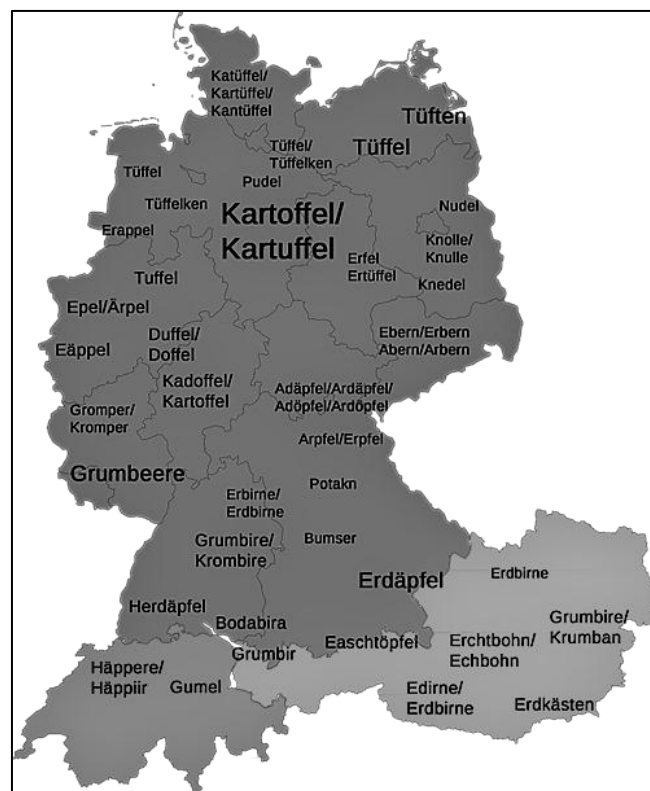 Katüffel/
Kartüffel/
Kantüffel
Tüften
Tüffel
Tüffel/
Tüffelken
Tüffel
Pudel
Tüffelken
Nudel
Kartoffel/
Kartuffel
Erappel
Knolle/
Knulle
Erfel
Ertüffel
Tuffel
Knedel
Epel/Ärpel
Duffel/
Doffel
Ebern/Erbern
Abern/Arbern
Eäppel
Kadoffel/
Kartoffel
Adäpfel/Ardäpfel/
Adöpfel/Ardöpfel
Gromper/
Kromper
Arpfel/Erpfel
Grumbeere
Potakn
Erbirne/
Erdbirne
Grumbire/
Krombire
Bumser
Erdäpfel
Erdbirne
Herdäpfel
Bodabira
Grumbire/
Krumban
Grumbir
Easchtöpfel
Erchtbohn/
Echbohn
Häppere/
Häppiir
Gumel
Edirne/
Erdbirne
Erdkästen